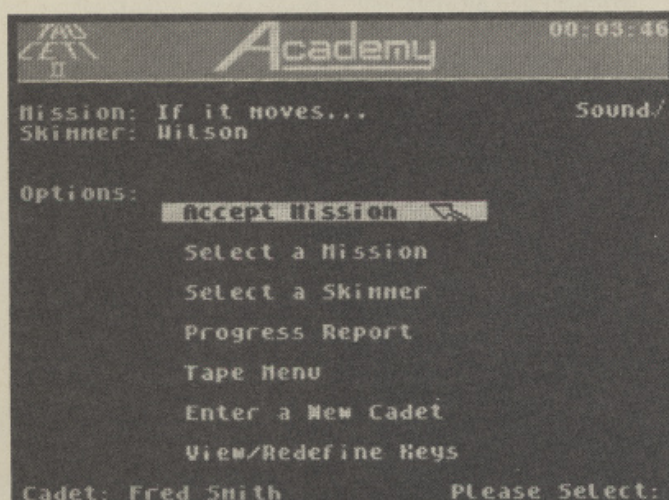 TAU CETI II
Academy
00:03:46
Mission: If it moves...
Sound√
Skimmer: Wilson
Options:
Accept Mission
Select a Mission
Select a Skimmer
Progress Report
Tape Menu
Enter a New Cadet
View/Redefine Keys
Cadet: Fred Smith
Please Select: